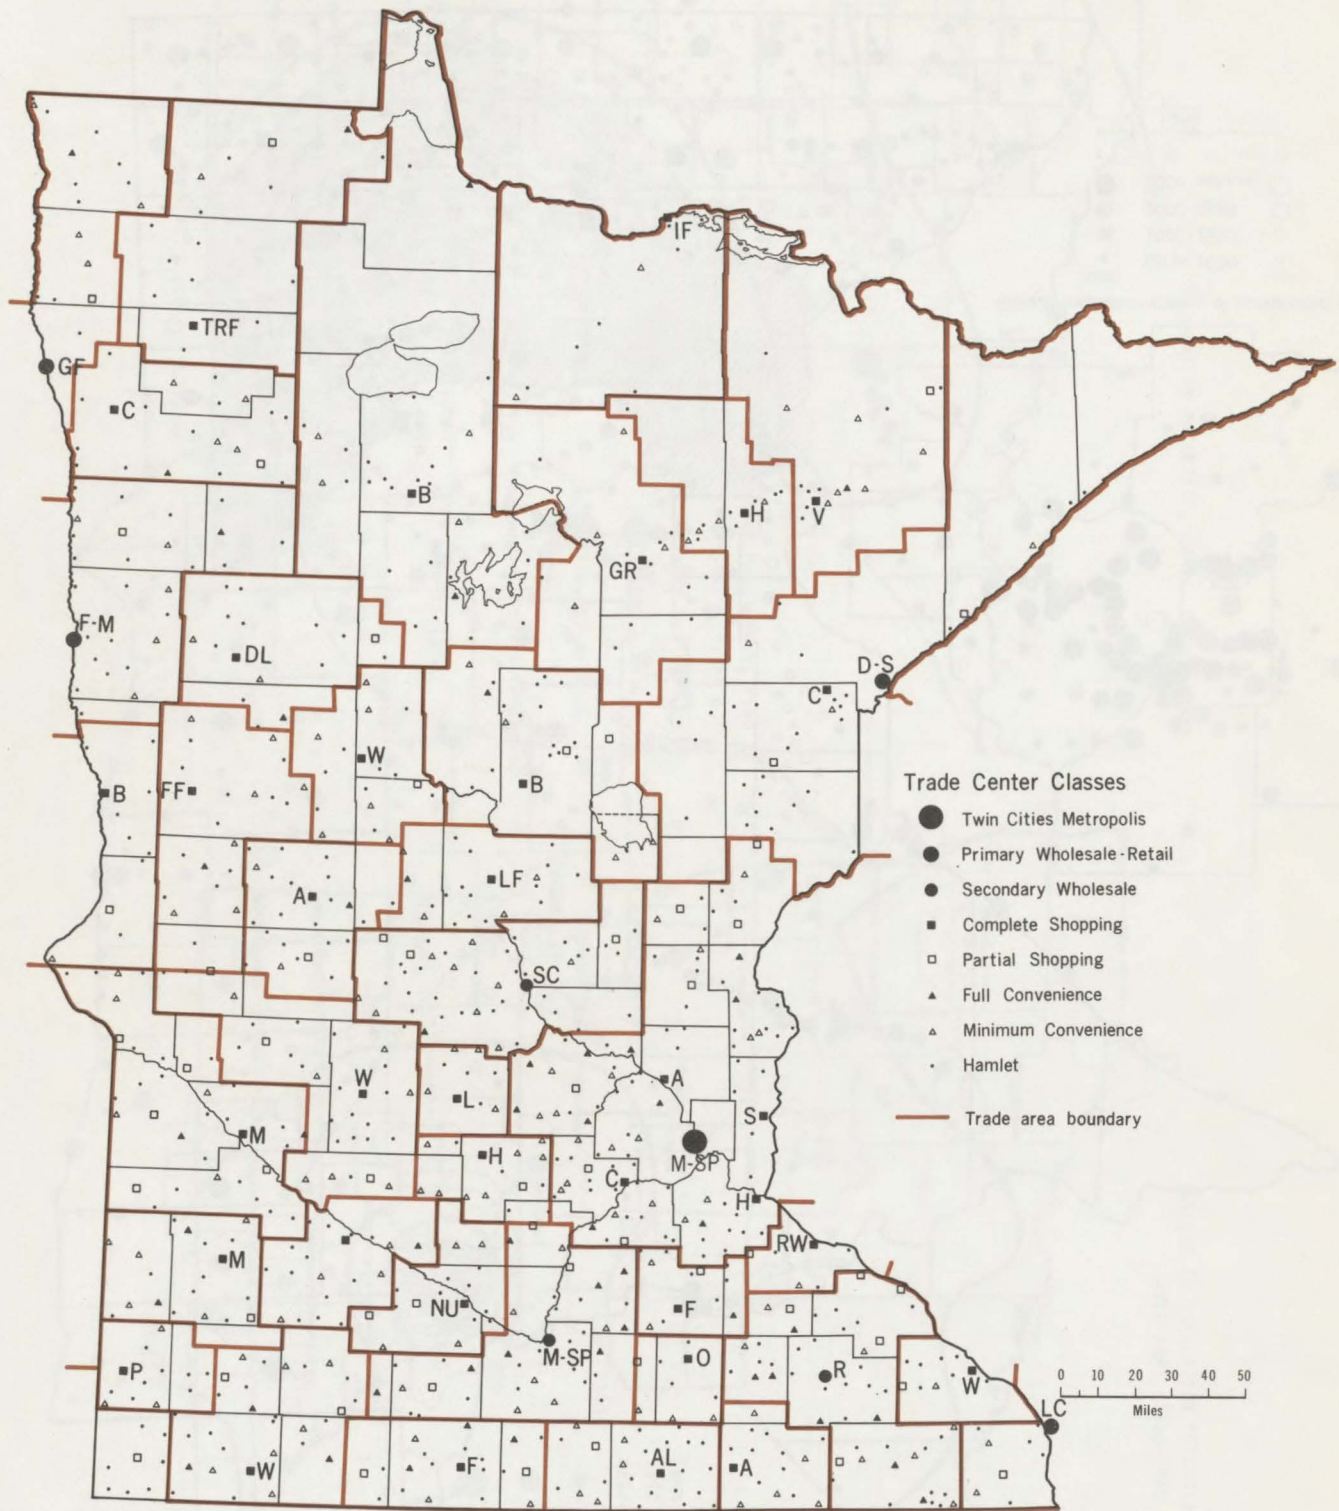 IF
TRF
GF
C
B
H
V
GR
F-M
DL
D-S
C
W
B
FF
B
A
LF
SC
W
A
L
S
M
M-SP
H
C
H
RW
M
NU
F
M-SP
O
P
R
W
LC
W
F
AL
A
Trade Center Classes
Twin Cities Metropolis
Primary Wholesale-Retail
Secondary Wholesale
Complete Shopping
Partial Shopping
Full Convenience
Minimum Convenience
Hamlet
Trade area boundary
0 10 20 30 40 50
Miles